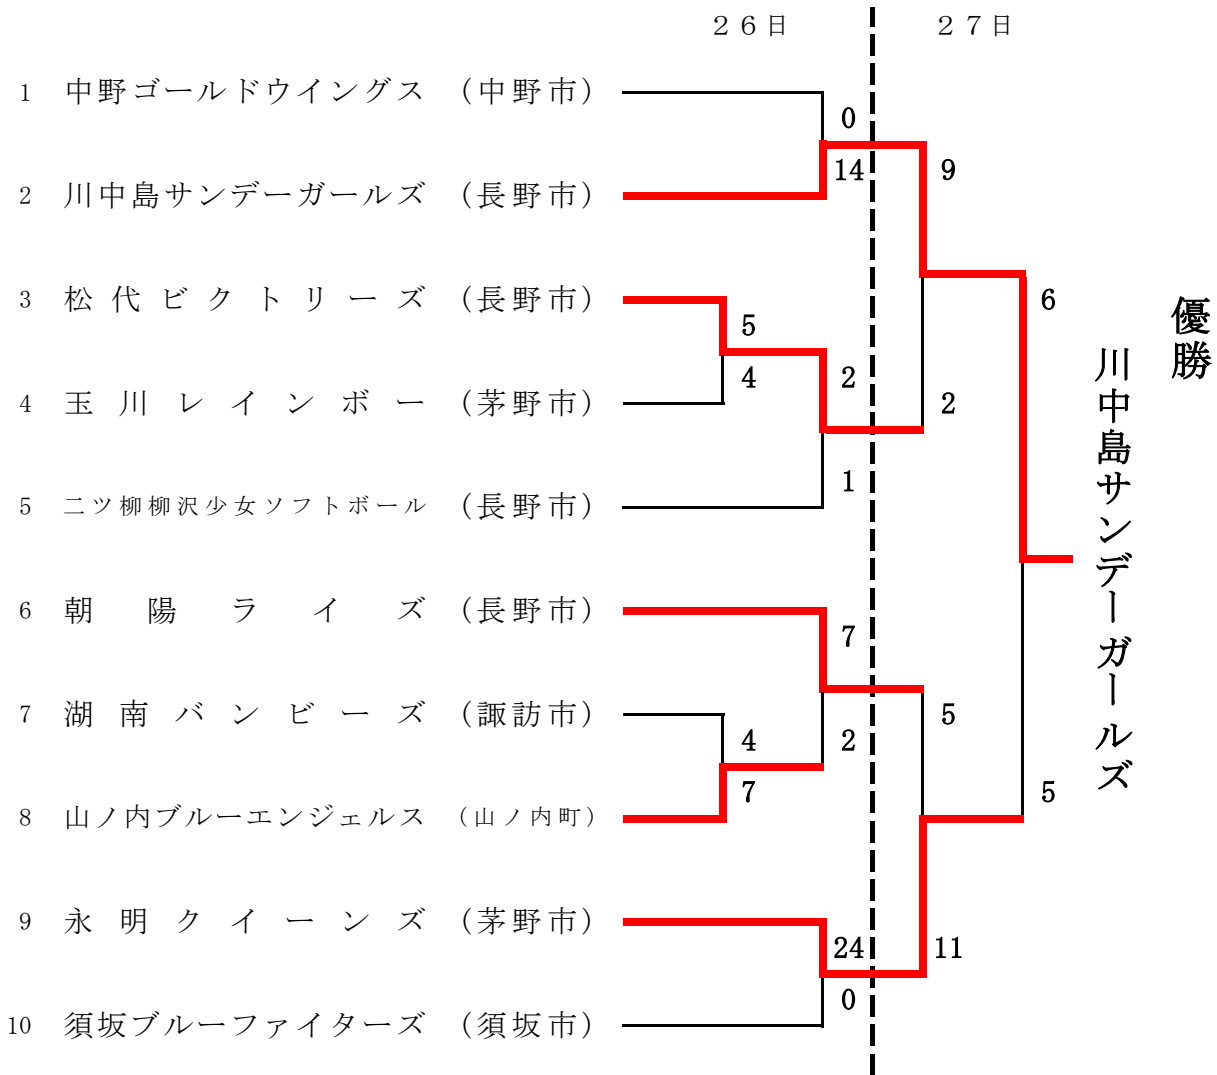 ２６日 ２７日
1 中野ゴールドウイングス （中野市）
0
14
9
2 川中島サンデーガールズ （長野市）
3 松代ビクトリーズ （長野市）
5
4
2
6
4 玉川レインボー （茅野市）
2
1
5 二ツ柳柳沢少女ソフトボール （長野市）
6 朝陽ライズ （長野市）
7
7 湖南バンビーズ （諏訪市）
4
7
2
5
5
8 山ノ内ブルーエンジェルス （山ノ内町）
9 永明クイーンズ （茅野市）
24
0
11
10 須坂ブルーファイターズ （須坂市）
優勝
川中島サンデーガールズ